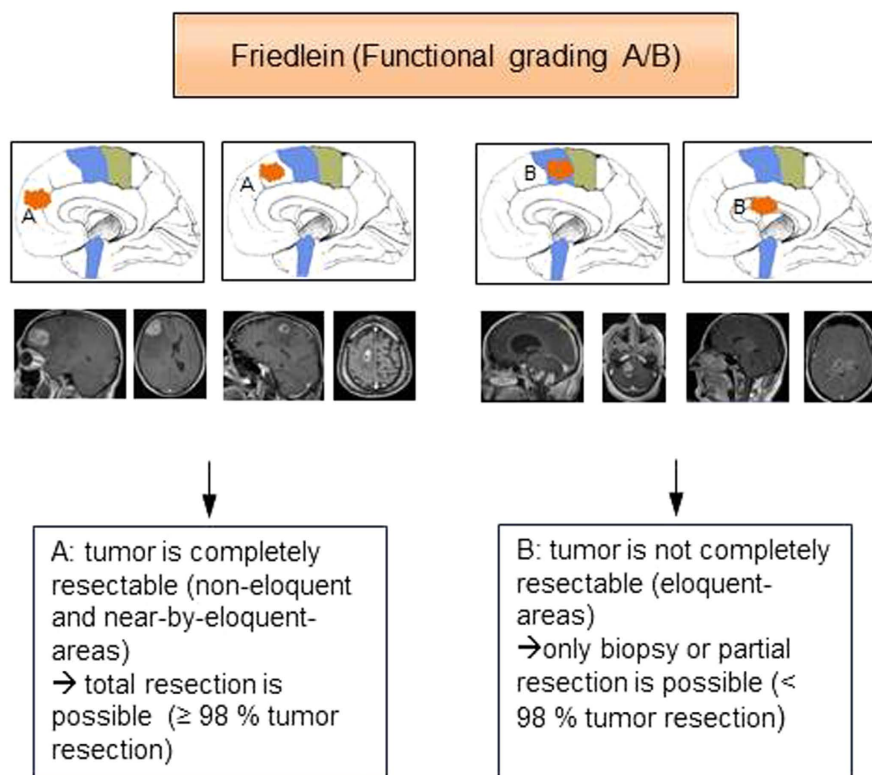 Friedlein (Functional grading A/B)
A
A
B
B
A: tumor is completely
resectable (non-eloquent
and near-by-eloquent-
areas)
→ total resection is
possible (≥ 98 % tumor
resection)
B: tumor is not completely
resectable (eloquent-
areas)
→only biopsy or partial
resection is possible (<
98 % tumor resection)